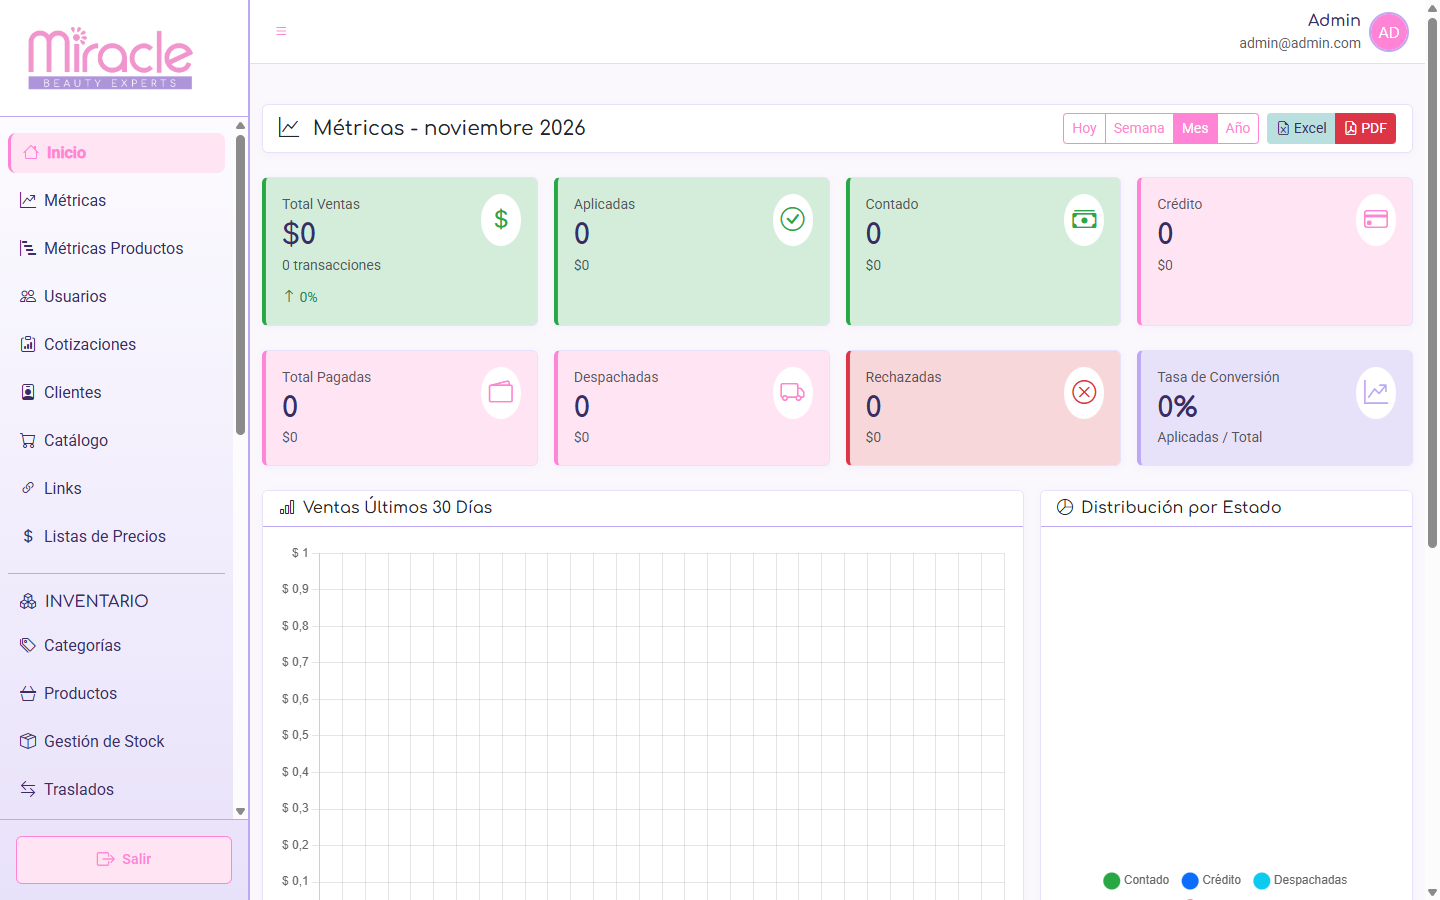 Miracle
BEAUTY EXPERTS
Inicio
Métricas
Métricas Productos
Usuarios
Cotizaciones
Clientes
Catálogo
Links
Listas de Precios
INVENTARIO
Categorías
Productos
Gestión de Stock
Traslados
Salir
Admin
admin@admin.com
AD
Métricas - noviembre 2026
Hoy Semana Mes Año Excel PDF
Total Ventas
$0
0 transacciones
↑ 0%
Aplicadas
0
$0
Contado
0
$0
Crédito
0
$0
Total Pagadas
0
$0
Despachadas
0
$0
Rechazadas
0
$0
Tasa de Conversión
0%
Aplicadas / Total
Ventas Últimos 30 Días
$ 1
$ 0,9
$ 0,8
$ 0,7
$ 0,6
$ 0,5
$ 0,4
$ 0,3
$ 0,2
$ 0,1
Distribución por Estado
Contado Crédito Despachadas